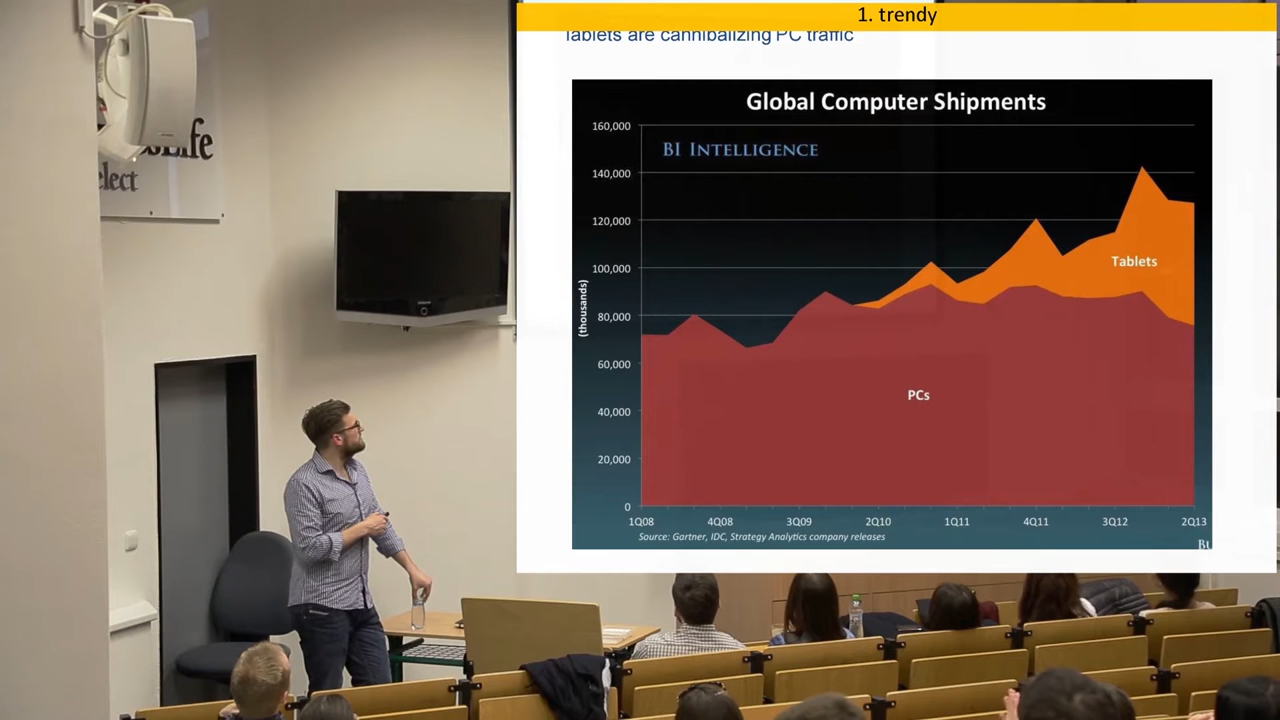 1. trendy
Tablets are cannibalizing PC traffic
Global Computer Shipments
BI INTELLIGENCE
160,000
140,000
120,000
100,000
80,000
60,000
40,000
20,000
0
(thousands)
Tablets
PCs
1Q08 4Q08 3Q09 2Q10 1Q11 4Q11 3Q12 2Q13
Source: Gartner, IDC, Strategy Analytics company releases